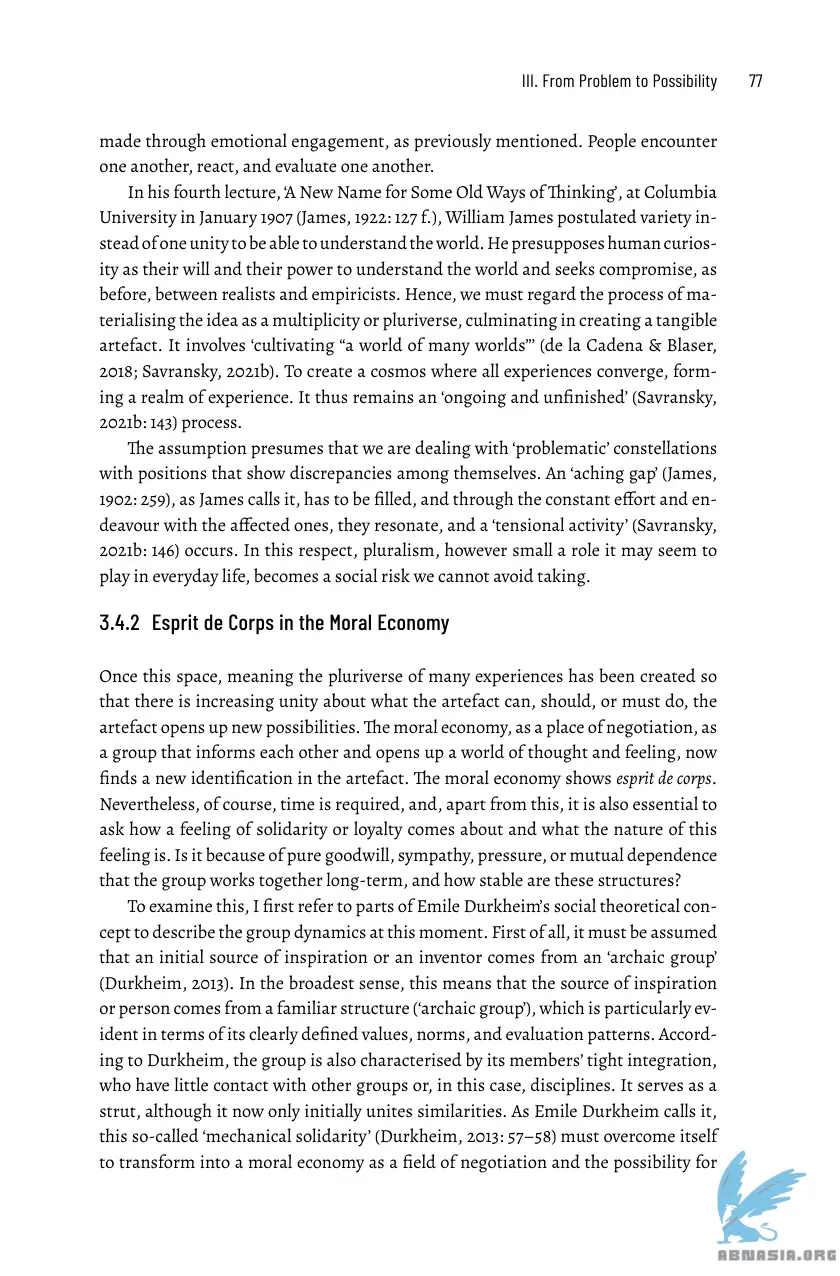 III. From Problem to Possibility 77
made through emotional engagement, as previously mentioned. People encounter
one another, react, and evaluate one another.
In his fourth lecture, ‘A New Name for Some Old Ways of Thinking’, at Columbia
University in January 1907 (James, 1922: 127 f.), William James postulated variety in-
stead of one unity to be able to understand the world. He presupposes human curios-
ity as their will and their power to understand the world and seeks compromise, as
before, between realists and empiricists. Hence, we must regard the process of ma-
terialising the idea as a multiplicity or pluriverse, culminating in creating a tangible
artefact. It involves ‘cultivating “a world of many worlds”’ (de la Cadena & Blaser,
2018; Savransky, 2021b). To create a cosmos where all experiences converge, form-
ing a realm of experience. It thus remains an ‘ongoing and unfinished’ (Savransky,
2021b: 143) process.
The assumption presumes that we are dealing with ‘problematic’ constellations
with positions that show discrepancies among themselves. An ‘aching gap’ (James,
1902: 259), as James calls it, has to be filled, and through the constant effort and en-
deavour with the affected ones, they resonate, and a ‘tensional activity’ (Savransky,
2021b: 146) occurs. In this respect, pluralism, however small a role it may seem to
play in everyday life, becomes a social risk we cannot avoid taking.
3.4.2 Esprit de Corps in the Moral Economy
Once this space, meaning the pluriverse of many experiences has been created so
that there is increasing unity about what the artefact can, should, or must do, the
artefact opens up new possibilities. The moral economy, as a place of negotiation, as
a group that informs each other and opens up a world of thought and feeling, now
finds a new identification in the artefact. The moral economy shows esprit de corps.
Nevertheless, of course, time is required, and, apart from this, it is also essential to
ask how a feeling of solidarity or loyalty comes about and what the nature of this
feeling is. Is it because of pure goodwill, sympathy, pressure, or mutual dependence
that the group works together long-term, and how stable are these structures?
To examine this, I first refer to parts of Emile Durkheim’s social theoretical con-
cept to describe the group dynamics at this moment. First of all, it must be assumed
that an initial source of inspiration or an inventor comes from an ‘archaic group’
(Durkheim, 2013). In the broadest sense, this means that the source of inspiration
or person comes from a familiar structure (‘archaic group’), which is particularly ev-
ident in terms of its clearly defined values, norms, and evaluation patterns. Accord-
ing to Durkheim, the group is also characterised by its members’ tight integration,
who have little contact with other groups or, in this case, disciplines. It serves as a
strut, although it now only initially unites similarities. As Emile Durkheim calls it,
this so-called ‘mechanical solidarity’ (Durkheim, 2013: 57–58) must overcome itself
to transform into a moral economy as a field of negotiation and the possibility for
ABNASIA.ORG